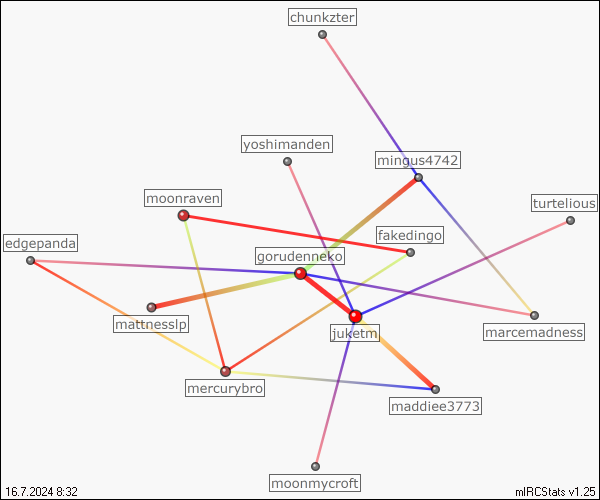 chunkzter
yoshimanden
mingus4742
moonraven
turtelious
fakedingo
edgepanda
gorudenneko
mattnesslp
juketm
marcemadness
mercurybro
maddiee3773
moonmycroft
16.7.2024 8:32
mIRCStats v1.25